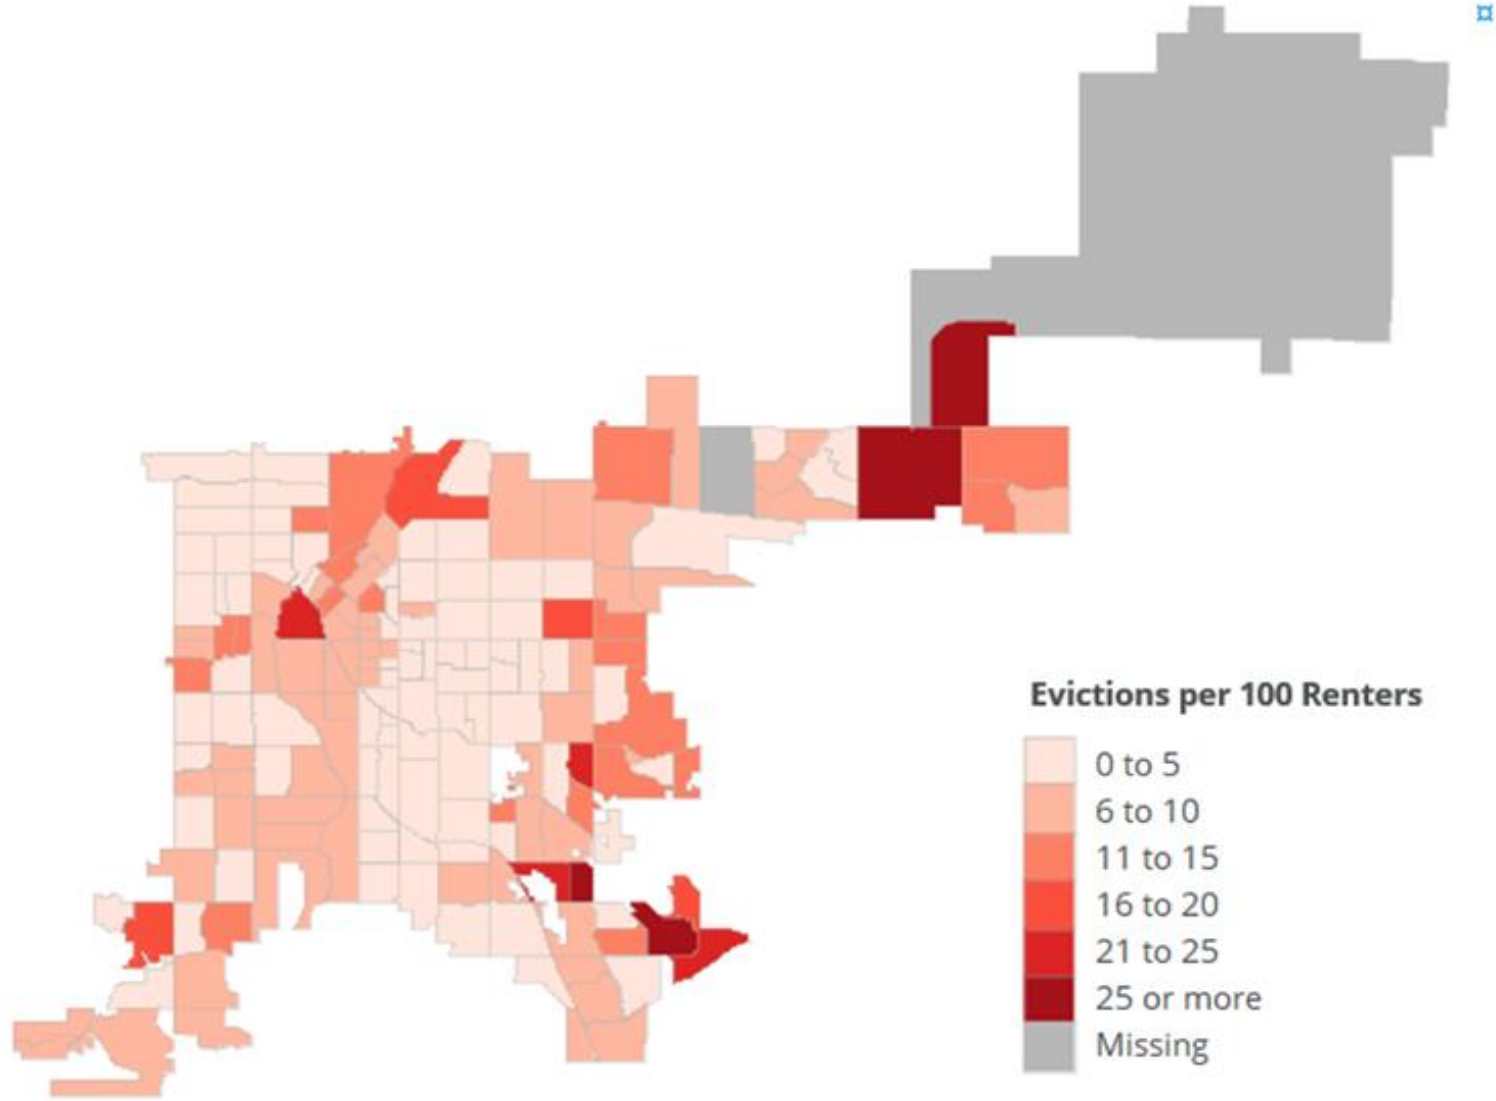 Evictions per 100 Renters
0 to 5
6 to 10
11 to 15
16 to 20
21 to 25
25 or more
Missing